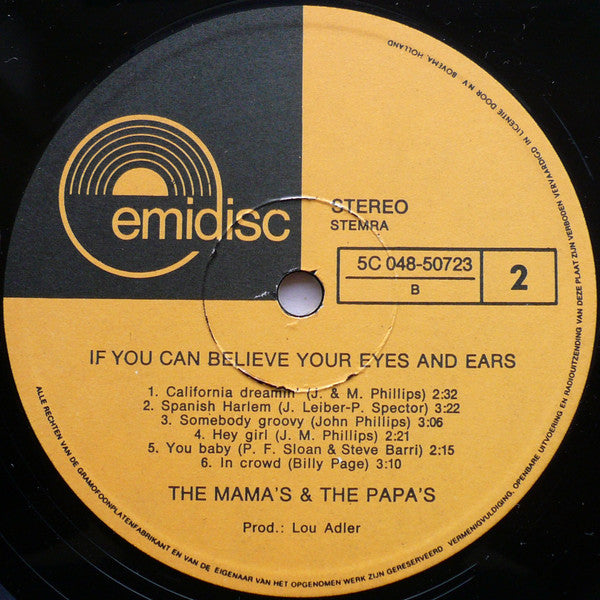 emidisc
STEREO
STEMRA
5C 048-50723
B
2
IF YOU CAN BELIEVE YOUR EYES AND EARS
1. California dreamin' (J. & M. Phillips) 2:32
2. Spanish Harlem (J. Leiber-P. Spector) 3:22
3. Somebody groovy (John Phillips) 3:06
4. Hey girl (J. M. Phillips) 2:21
5. You baby (P. F. Sloan & Steve Barri) 2:15
6. In crowd (Billy Page) 3:10
THE MAMA'S & THE PAPA'S
Prod.: Lou Adler
ALLE RECHTEN VAN DE GRAMOFOONPLATENFABRIKANT EN VAN DE EIGENAAR VAN HET OPGENOMEN WERK ZIJN GERESERVEERD. VERMENIGVULDIGING, OPENBARE UITVOERING EN RADIOUITZENDING VAN DEZE PLAAT ZIJN VERBODEN VERVAARDIGD IN LICENTIE DOOR N.V. BOVEMA, HOLLAND